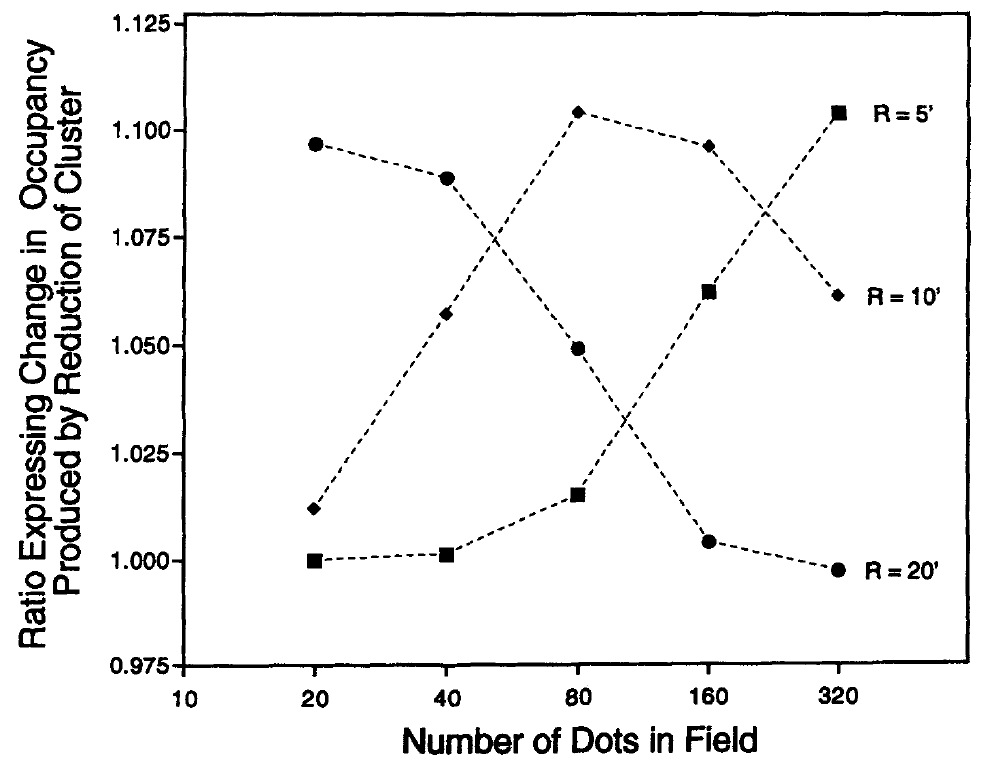 Ratio Expressing Change in Occupancy
Produced by Reduction of Cluster
1.125
1.100
1.075
1.050
1.025
1.000
0.975
R = 5'
R = 10'
R = 20'
10 20 40 80 160 320
Number of Dots in Field